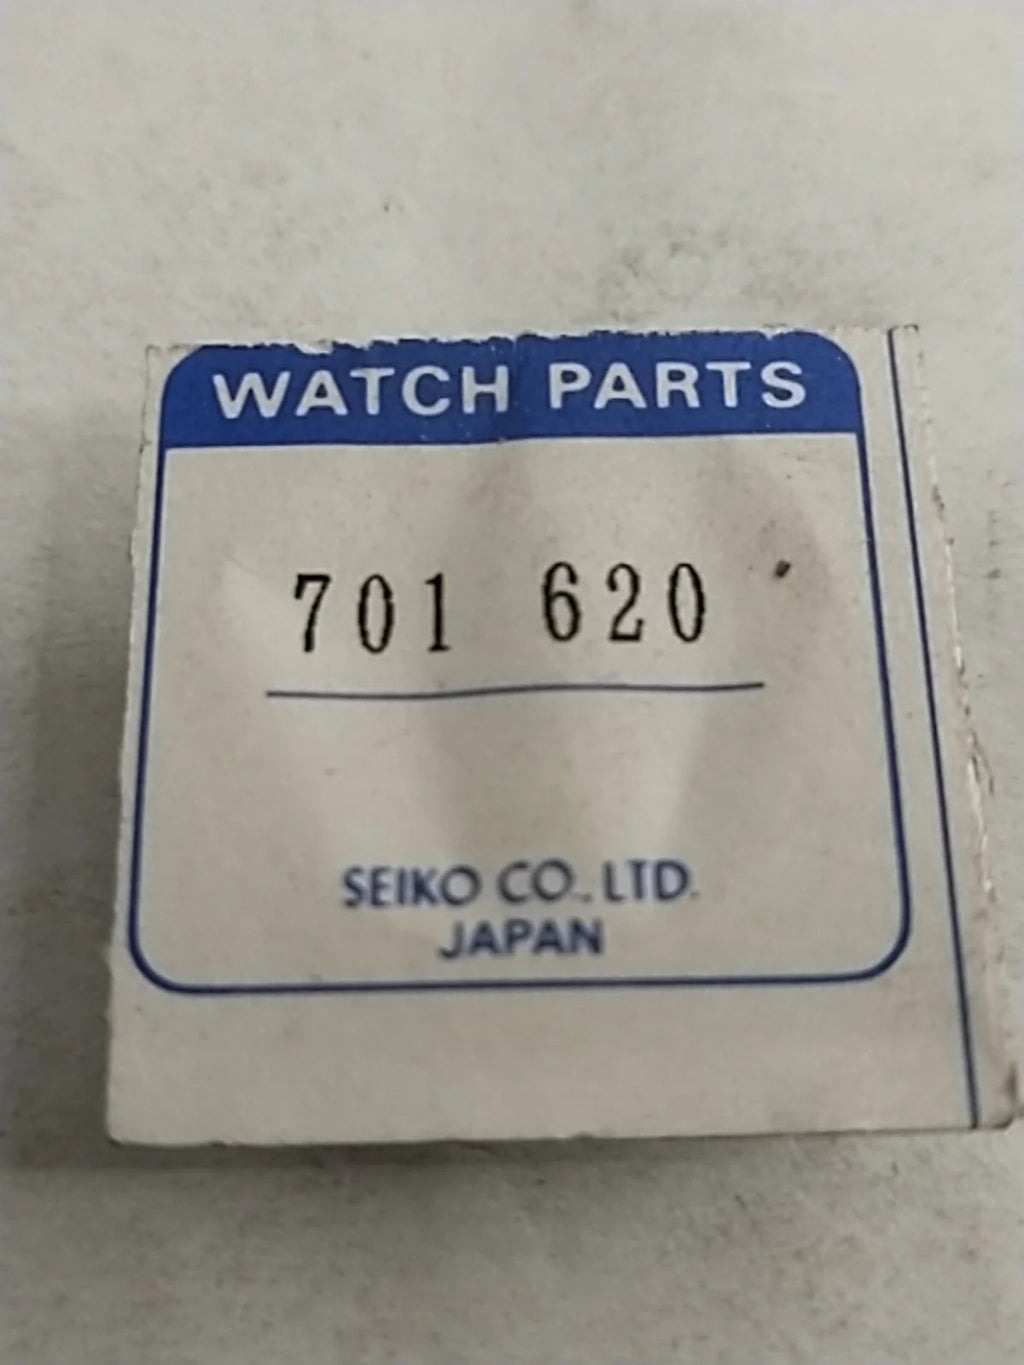 WATCH PARTS
701 620
SEIKO CO., LTD.
JAPAN